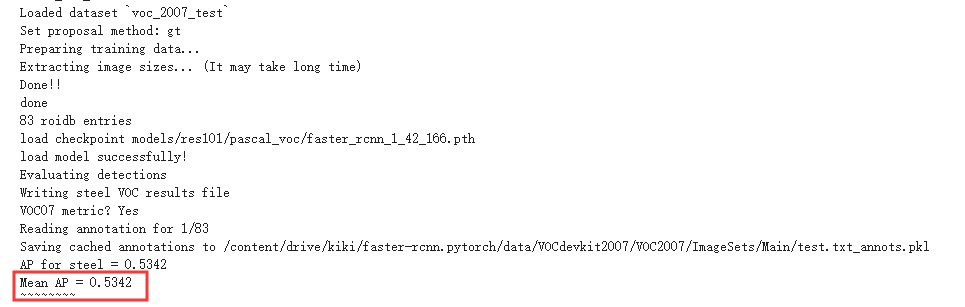 Loaded dataset `voc_2007_test`
Set proposal method: gt
Preparing training data...
Extracting image sizes... (It may take long time)
Done!!
done
83 roidb entries
load checkpoint models/res101/pascal_voc/faster_rcnn_1_42_166.pth
load model successfully!
Evaluating detections
Writing steel VOC results file
VOC07 metric? Yes
Reading annotation for 1/83
Saving cached annotations to /content/drive/kiki/faster-rcnn.pytorch/data/VOCdevkit2007/VOC2007/ImageSets/Main/test.txt_annots.pkl
AP for steel = 0.5342
Mean AP = 0.5342
~~~~~~~~